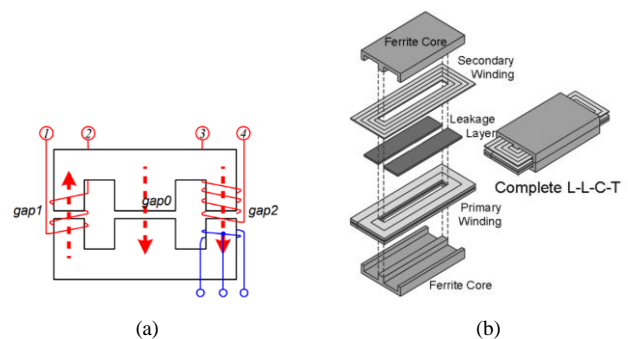 1
2
3
4
gap1
gap0
gap2
(a)
Ferrite Core
Secondary
Winding
Leakage
Layer
Complete L-L-C-T
Primary
Winding
Ferrite Core
(b)